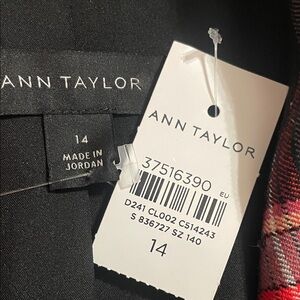 ANN TAYLOR
14
MADE IN
JORDAN
ANN TAYLOR
37516390
EU
D241 CL002 CS14243
S 836727 SZ 140
14